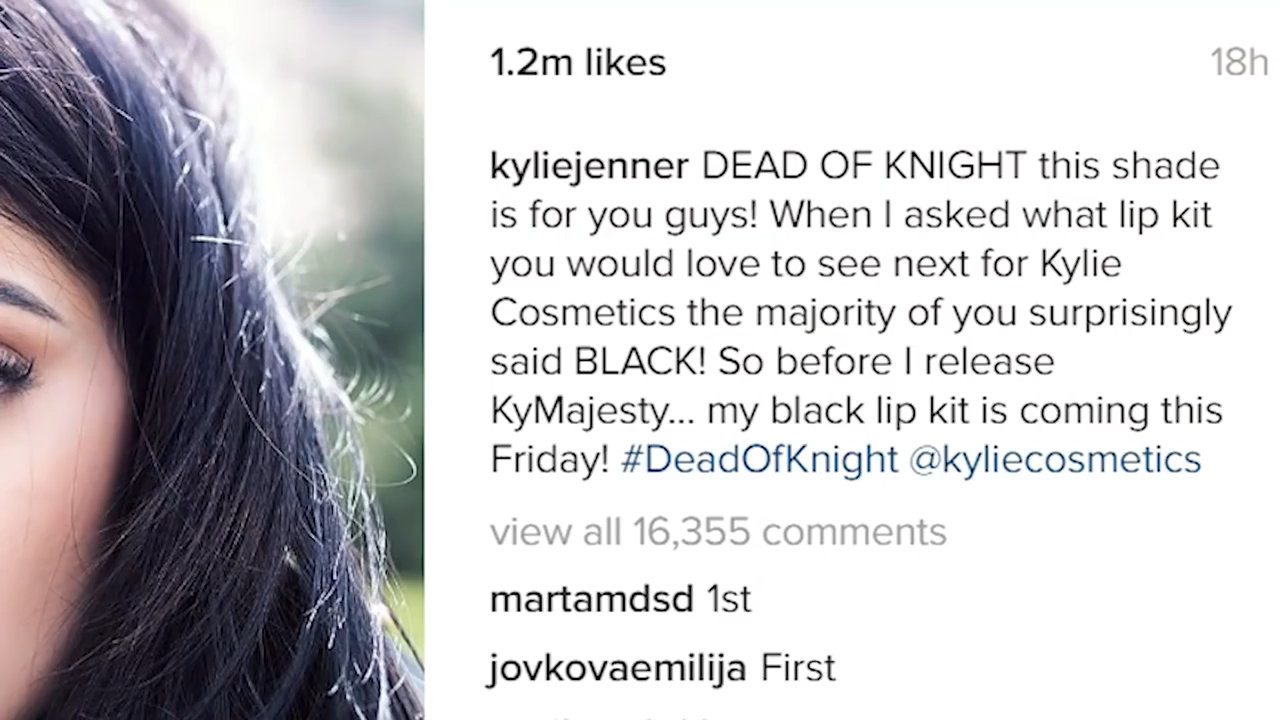 1.2m likes 18h
kyliejenner DEAD OF KNIGHT this shade
is for you guys! When I asked what lip kit
you would love to see next for Kylie
Cosmetics the majority of you surprisingly
said BLACK! So before I release
KyMajesty... my black lip kit is coming this
Friday! #DeadOfKnight @kyliecosmetics
view all 16,355 comments
martamdsd 1st
jovkovaemilija First